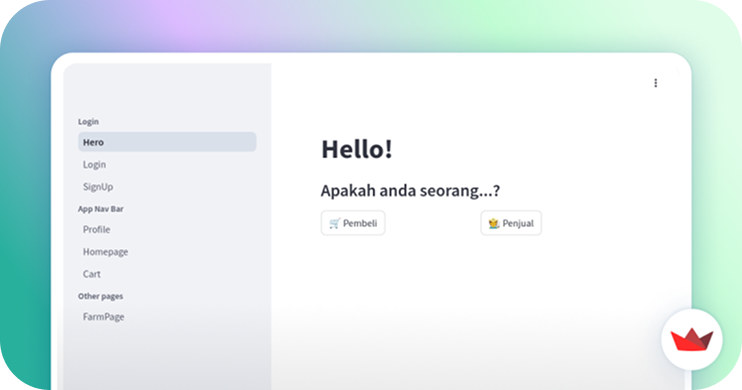 Login
Hero
Login
SignUp
App Nav Bar
Profile
Homepage
Cart
Other pages
FarmPage
Hello!
Apakah anda seorang...?
🛒 Pembeli
🧑‍🌾 Penjual